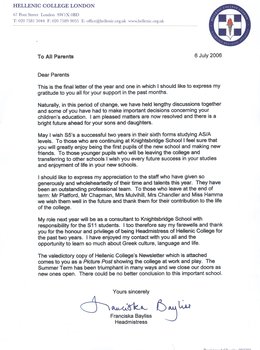 HELLENIC COLLEGE LONDON
67 Pont Street London SW1X 0BD
To All Parents
6 July 2006
Dear Parents
This is the final letter of the year and one in which I should like to express my
gratitude to you all for your support in the past months.
Naturally, in this period of change, we have held lengthy discussions together
and some of you have had to make important decisions concerning your
children's education. I am pleased matters are now resolved and there is a
bright future ahead for your sons and daughters.
May I wish S5's a successful two years in their sixth forms studying AS/A
levels. To those who are continuing at Knightsbridge School I feel sure that
you will greatly enjoy being the first pupils of the new school and making new
friends. To those younger pupils who will be leaving the college and
transferring to other schools I wish you every future success in your studies
and enjoyment of life in your new schools.
I should like to express my appreciation to the staff who have given so
generously and wholeheartedly of their time and talents this year. They have
been an outstanding professional team. To those who leave at the end of
term: Mr Platford, Mr Chapman, Mrs Mulvihill, Mrs Chandler and Miss Hamma
we wish them well in the future and thank them for their contribution to the life
of the college.
My role next year will be as a consultant to Knightsbridge School with
responsibility for the S11 students. I too therefore say my farewells and thank
you for the honour and privilege of being Headmistress of Hellenic College for
the past two years. I have enjoyed my contact with you all and the
opportunity to learn so much about Greek culture, language and life.
The valedictory copy of Hellenic College's Newsletter which is attached
comes to you as a Picture Post showing the college at work and play. The
Summer Term has been triumphant in many ways and we close our doors as
new ones open. There could be no better conclusion to this important school.
Yours sincerely
Franciska Bayliss
Franciska Bayliss
Headmistress